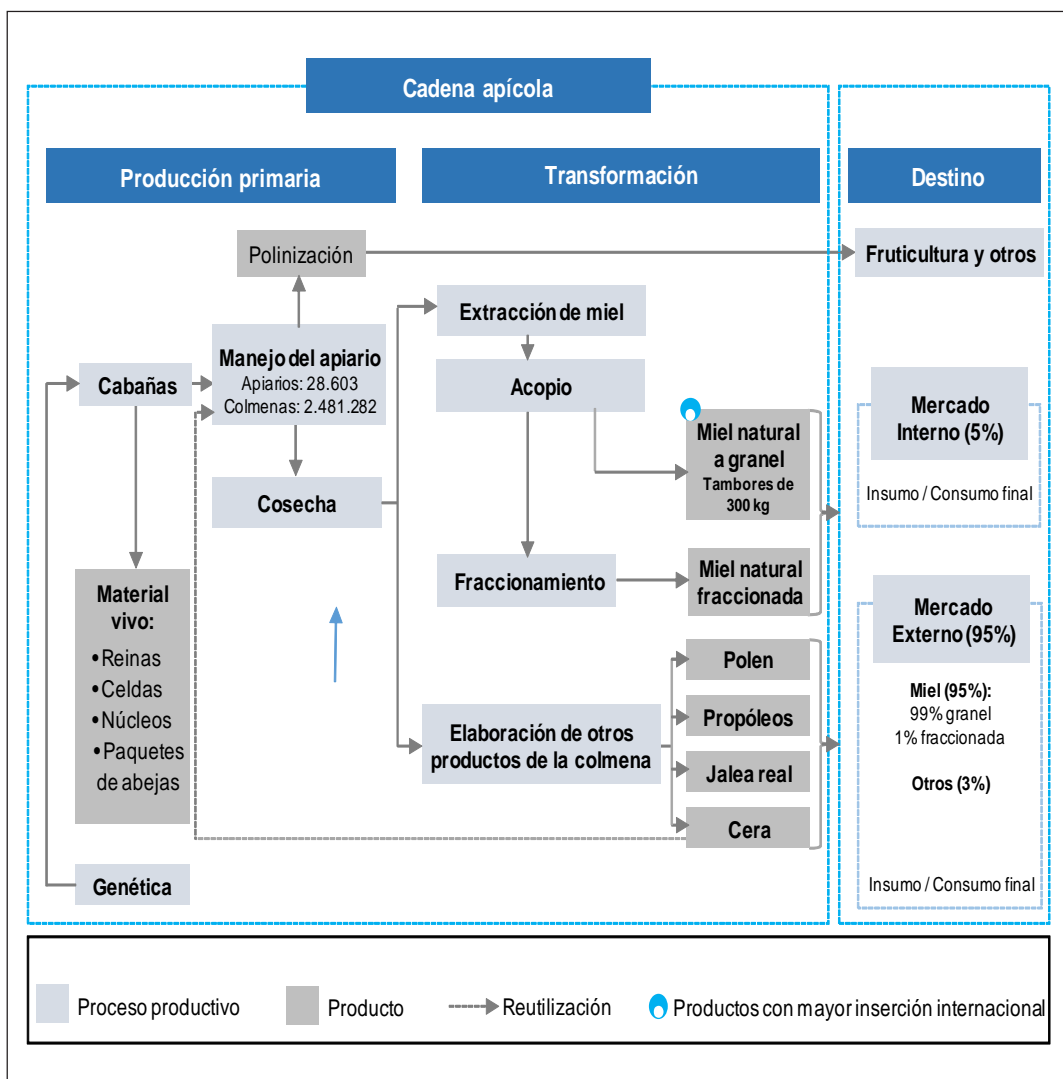 Cadena apícola
Producción primaria
Transformación
Destino
Polinización
Fruticultura y otros
Extracción de miel
Manejo del apiario
Apiarios: 28.603
Colmenas: 2.481.282
Cabañas
Acopio
Mercado
Interno (5%)
Insumo / Consumo final
Miel natural
a granel
Tambores de
300 kg
Cosecha
Fraccionamiento
Miel natural
fraccionada
Material
vivo:
•Reinas
•Celdas
•Núcleos
•Paquetes
de abejas
Mercado
Externo (95%)
Miel (95%):
99% granel
1% fraccionada
Otros (3%)
Insumo / Consumo final
Elaboración de otros
productos de la colmena
Polen
Propóleos
Jalea real
Cera
Genética
Proceso productivo
Producto
Reutilización
Productos con mayor inserción internacional